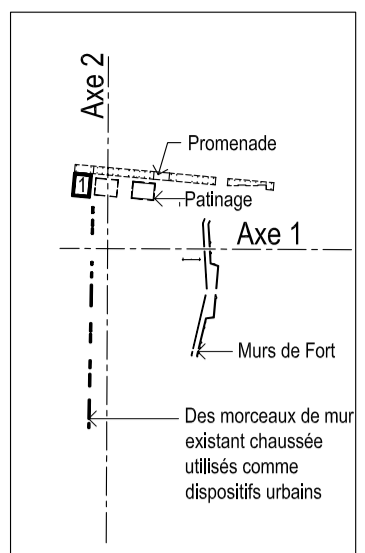 Axe 2
Promenade
1
Patinage
Axe 1
Murs de Fort
Des morceaux de mur
existant chaussée
utilisés comme
dispositifs urbains